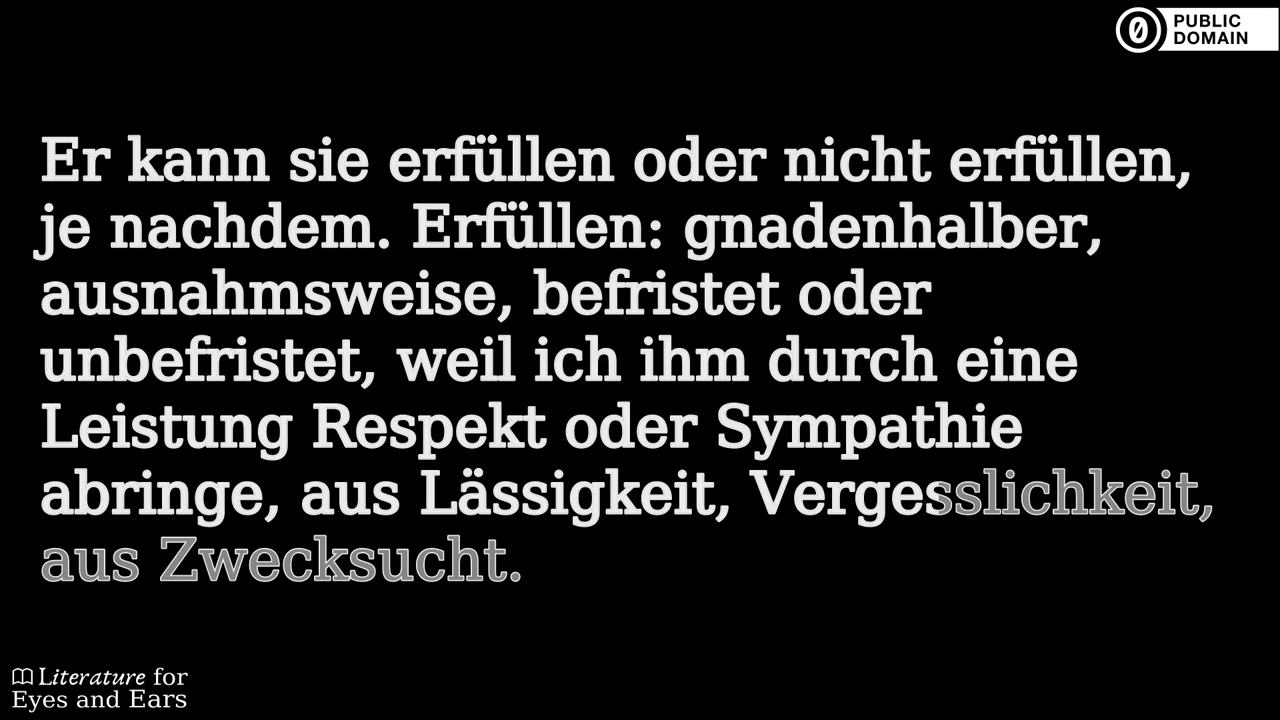 PUBLIC
DOMAIN
Er kann sie erfüllen oder nicht erfüllen,
je nachdem. Erfüllen: gnadenhalber,
ausnahmsweise, befristet oder
unbefristet, weil ich ihm durch eine
Leistung Respekt oder Sympathie
abringe, aus Lässigkeit, Vergesslichkeit,
aus Zwecksucht.
Literature for
Eyes and Ears